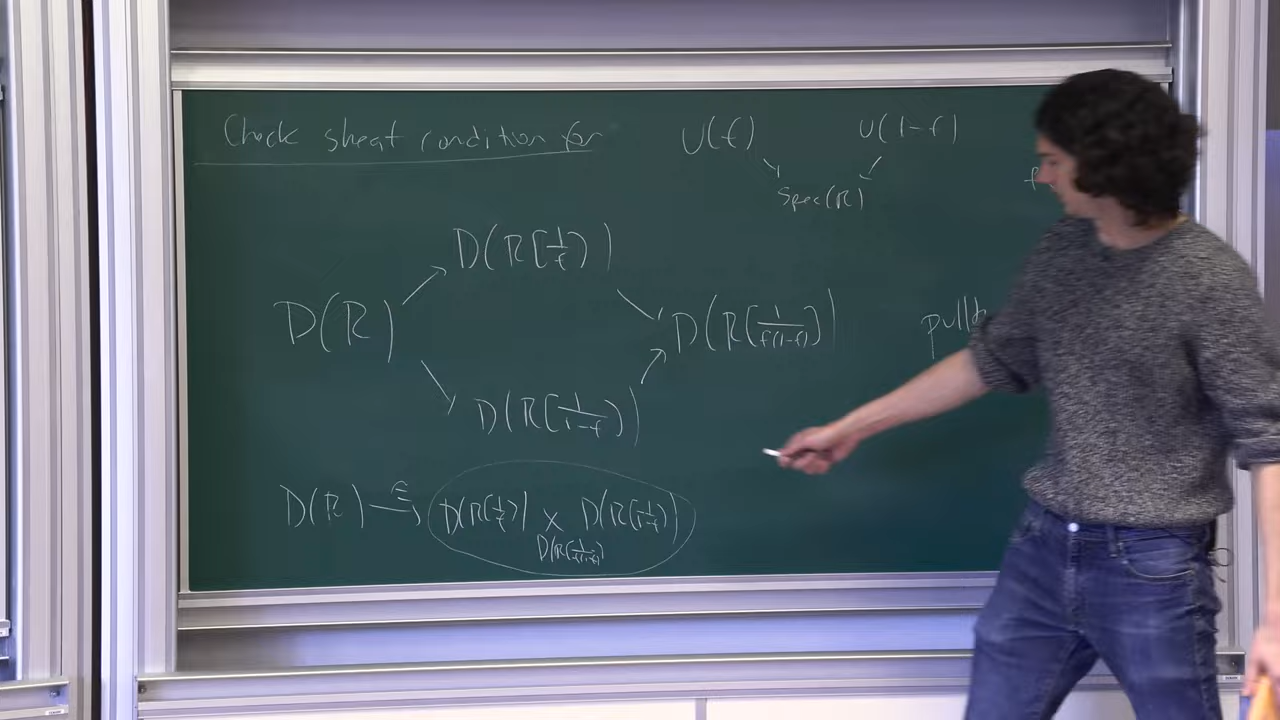 Check sheaf condition for
U(f) U(1-f)
Spec(R)
D(R[1/f])
D(R) D(R[1/f(1-f)])
D(R[1/1-f])
D(R) → D(R[1/f]) × D(R[1/1-f])
D(R[1/f(1-f)])